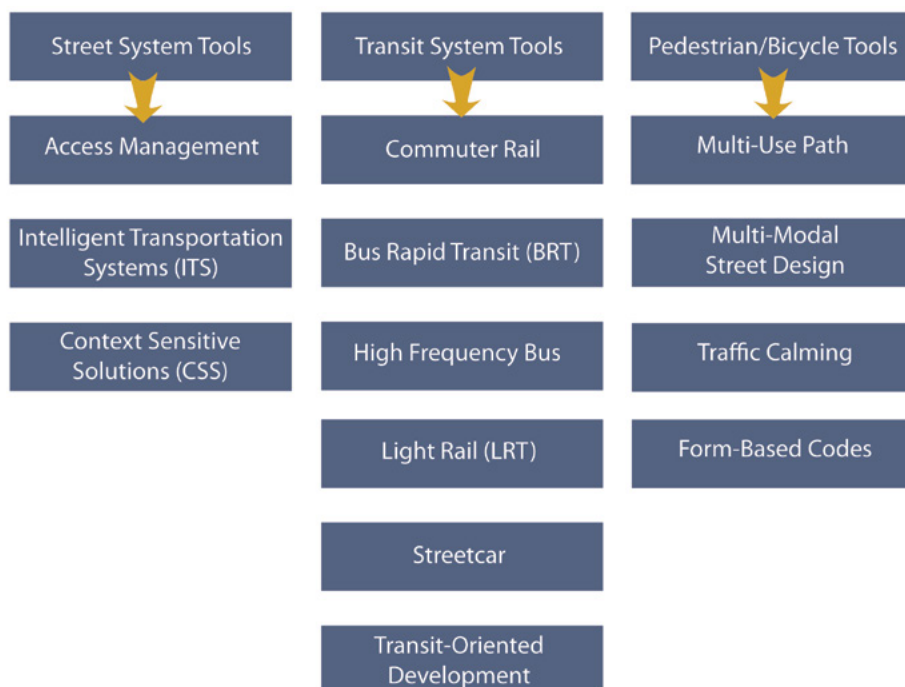 Street System Tools
Access Management
Intelligent Transportation
Systems (ITS)
Context Sensitive
Solutions (CSS)
Transit System Tools
Commuter Rail
Bus Rapid Transit (BRT)
High Frequency Bus
Light Rail (LRT)
Streetcar
Transit-Oriented
Development
Pedestrian/Bicycle Tools
Multi-Use Path
Multi-Modal
Street Design
Traffic Calming
Form-Based Codes